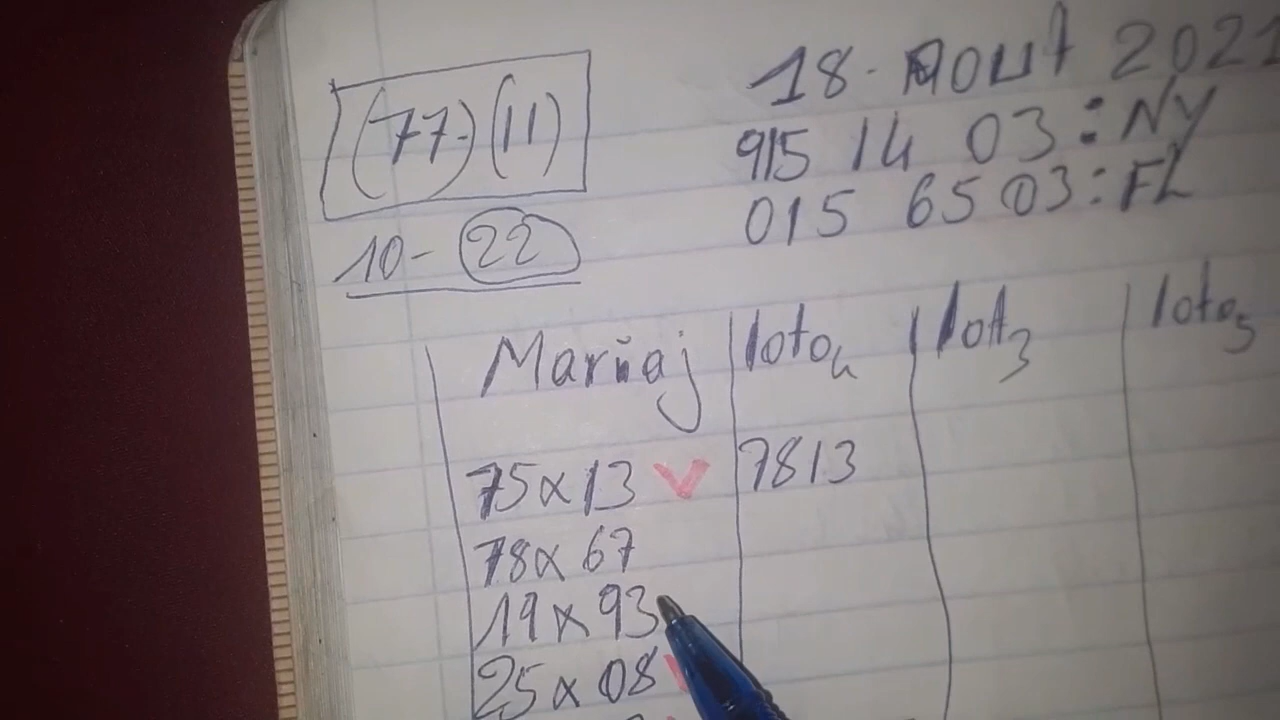 (77-) (11)
10-22
18. Aout 2021
915 14 03 : NY
015 65 03 : FL
Mariiaj loto4 lot3 loto5
75x13 V 7813
78x67
19x93
25x08